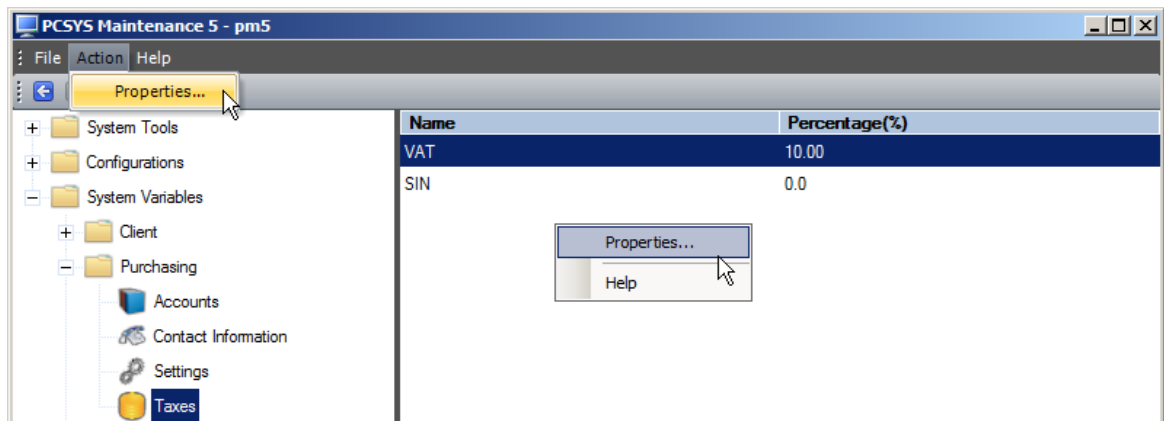 PCSYS Maintenance 5 - pm5
File Action Help
Properties...
System Tools
Configurations
System Variables
Client
Purchasing
Accounts
Contact Information
Settings
Taxes
Name Percentage(%)
VAT 10.00
SIN 0.0
Properties...
Help